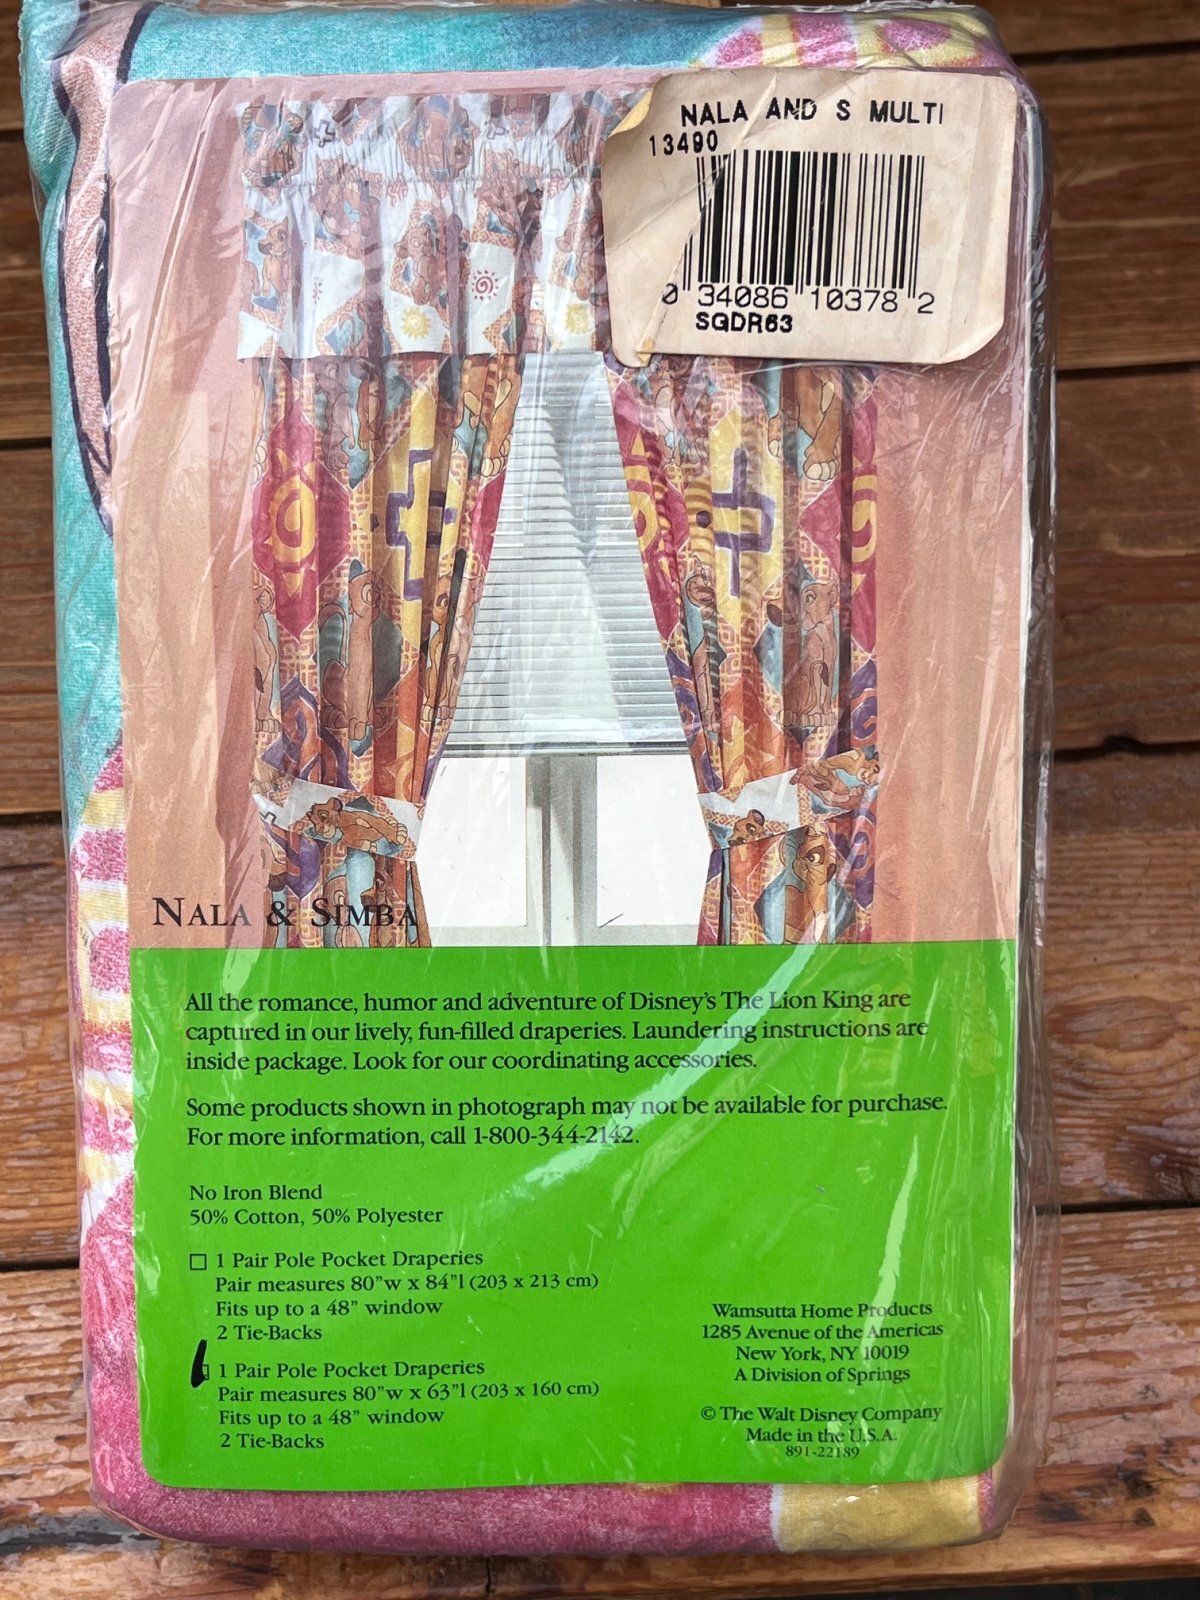 NALA AND S MULTI
13490
0 34086 10378 2
SQDR63
NALA & SIMBA
All the romance, humor and adventure of Disney's The Lion King are
captured in our lively, fun-filled draperies. Laundering instructions are
inside package. Look for our coordinating accessories.
Some products shown in photograph may not be available for purchase.
For more information, call 1-800-344-2142.
No Iron Blend
50% Cotton, 50% Polyester
1 Pair Pole Pocket Draperies
Pair measures 80"w x 84"l (203 x 213 cm)
Fits up to a 48" window
2 Tie-Backs
1 Pair Pole Pocket Draperies
Pair measures 80"w x 63"l (203 x 160 cm)
Fits up to a 48" window
2 Tie-Backs
Wamsutta Home Products
1285 Avenue of the Americas
New York, NY 10019
A Division of Springs
© The Walt Disney Company
Made in the U.S.A.
891-22189